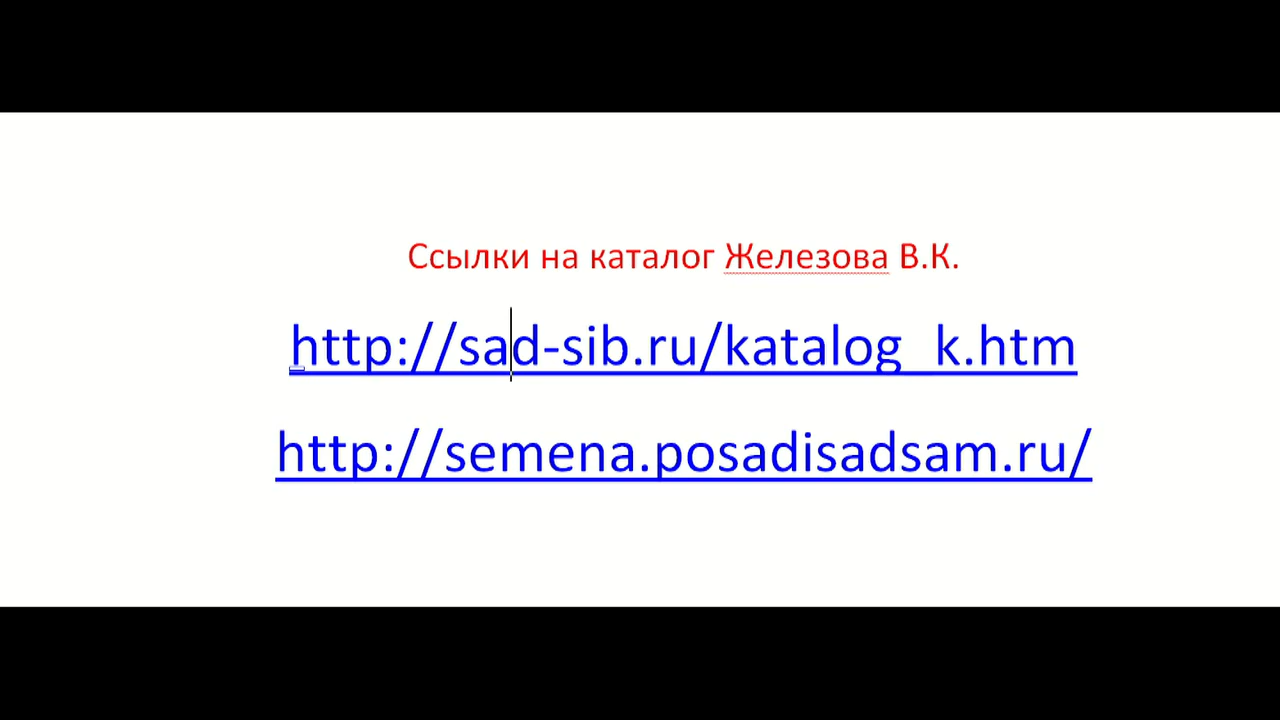 Ссылки на каталог Железова В.К.
http://sad-sib.ru/katalog_k.htm
http://semena.posadisadsam.ru/